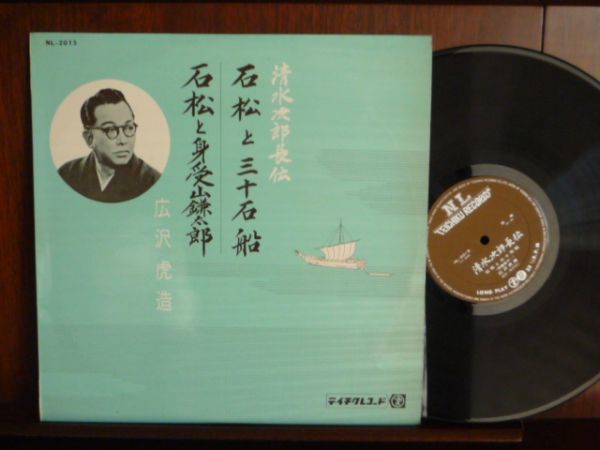 NL-2013
清水次郎長伝
石松と三十石船
石松と身受山鎌太郎
広沢虎造
テイチクレコード
NL
"TEICHIKU RECORDS"
清水次郎長伝
LONG PLAY